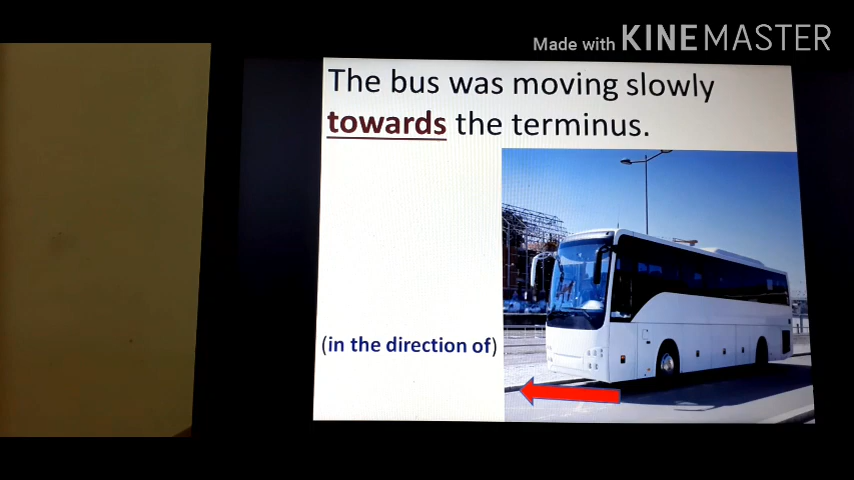 Made with KINEMASTER
The bus was moving slowly
towards the terminus.
(in the direction of)